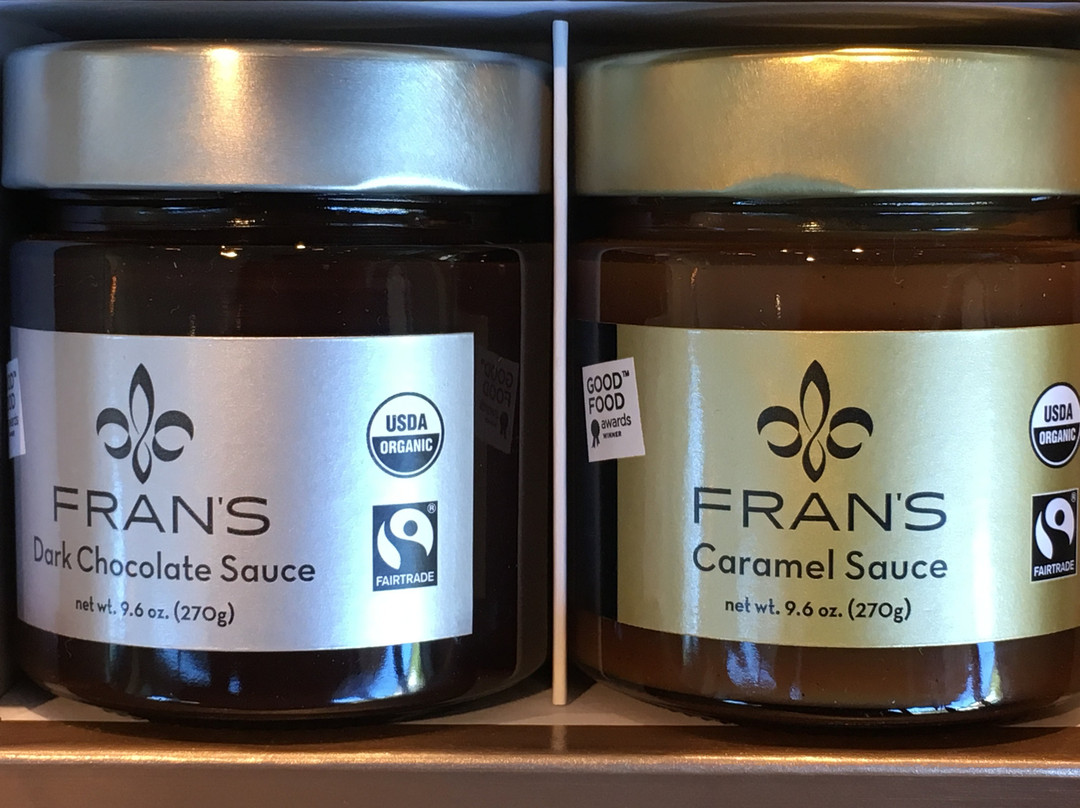 FRAN'S
Dark Chocolate Sauce
net wt. 9.6 oz. (270g)
USDA
ORGANIC
®
FAIRTRADE
GOOD™
FOOD
awards
WINNER
FRAN'S
Caramel Sauce
net wt. 9.6 oz. (270g)
USDA
ORGANIC
FAIRTRADE